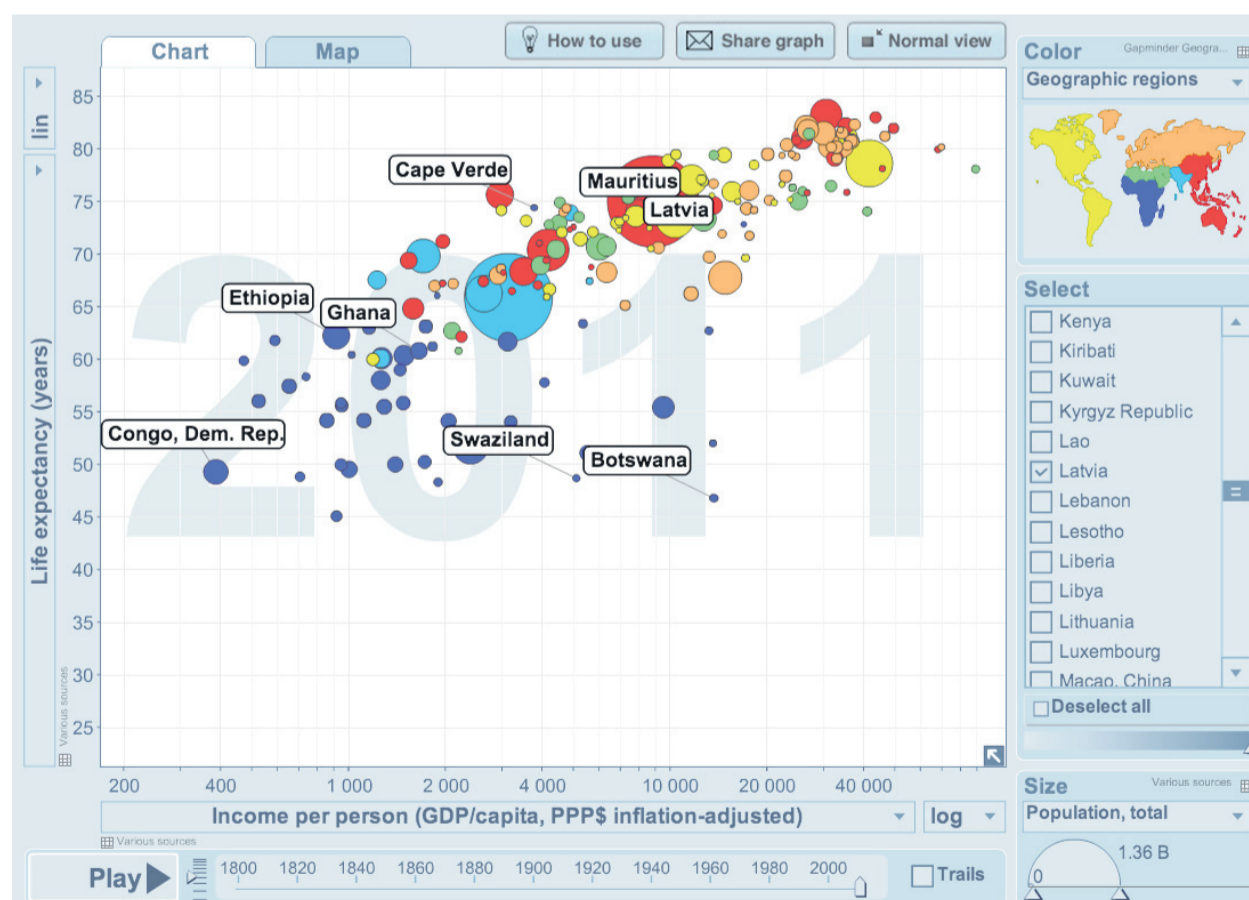 Chart
Map
How to use
Share graph
Normal view
lin
Life expectancy (years)
Various sources
85
80
75
70
65
60
55
50
45
40
35
30
25
2011
Cape Verde
Mauritius
Latvia
Ethiopia
Ghana
Congo, Dem. Rep.
Swaziland
Botswana
200 400 1 000 2 000 4 000 10 000 20 000 40 000
Income per person (GDP/capita, PPP$ inflation-adjusted)
log
Various sources
Play
1800 1820 1840 1860 1880 1900 1920 1940 1960 1980 2000
Trails
Color
Gapminder Geogra...
Geographic regions
Select
Kenya
Kiribati
Kuwait
Kyrgyz Republic
Lao
Latvia
Lebanon
Lesotho
Liberia
Libya
Lithuania
Luxembourg
Macao, China
Deselect all
Size
Various sources
Population, total
1.36 B
0